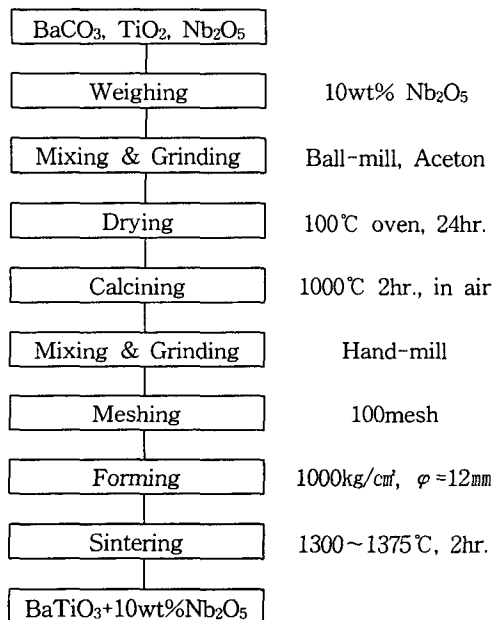 BaCO₃, TiO₂, Nb₂O₅
Weighing 10wt% Nb₂O₅
Mixing & Grinding Ball-mill, Aceton
Drying 100℃ oven, 24hr.
Calcining 1000℃ 2hr., in air
Mixing & Grinding Hand-mill
Meshing 100mesh
Forming 1000kg/㎠, φ=12㎜
Sintering 1300~1375℃, 2hr.
BaTiO₃+10wt%Nb₂O₅